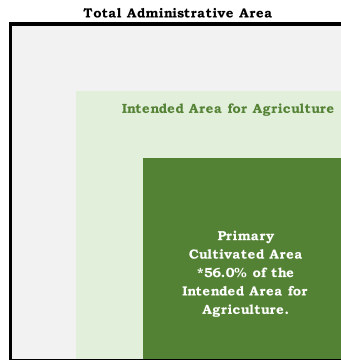 Total Administrative Area
Intended Area for Agriculture
Primary
Cultivated Area
*56.0% of the
Intended Area for
Agriculture.